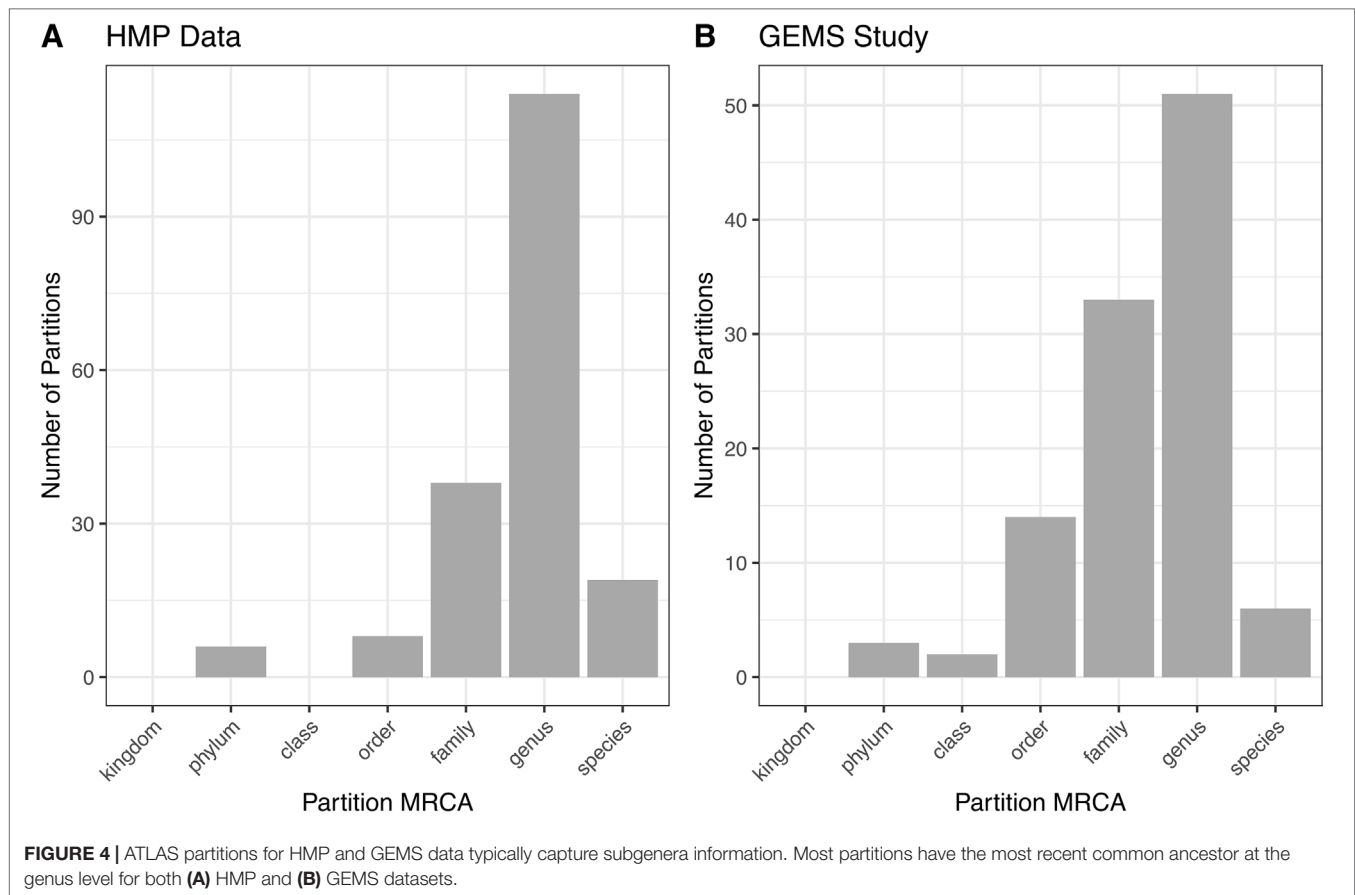 A HMP Data
Number of Partitions
90
60
30
0
kingdom
phylum
class
order
family
genus
species
Partition MRCA
B GEMS Study
Number of Partitions
50
40
30
20
10
0
kingdom
phylum
class
order
family
genus
species
Partition MRCA
FIGURE 4 | ATLAS partitions for HMP and GEMS data typically capture subgenera information. Most partitions have the most recent common ancestor at the
genus level for both (A) HMP and (B) GEMS datasets.